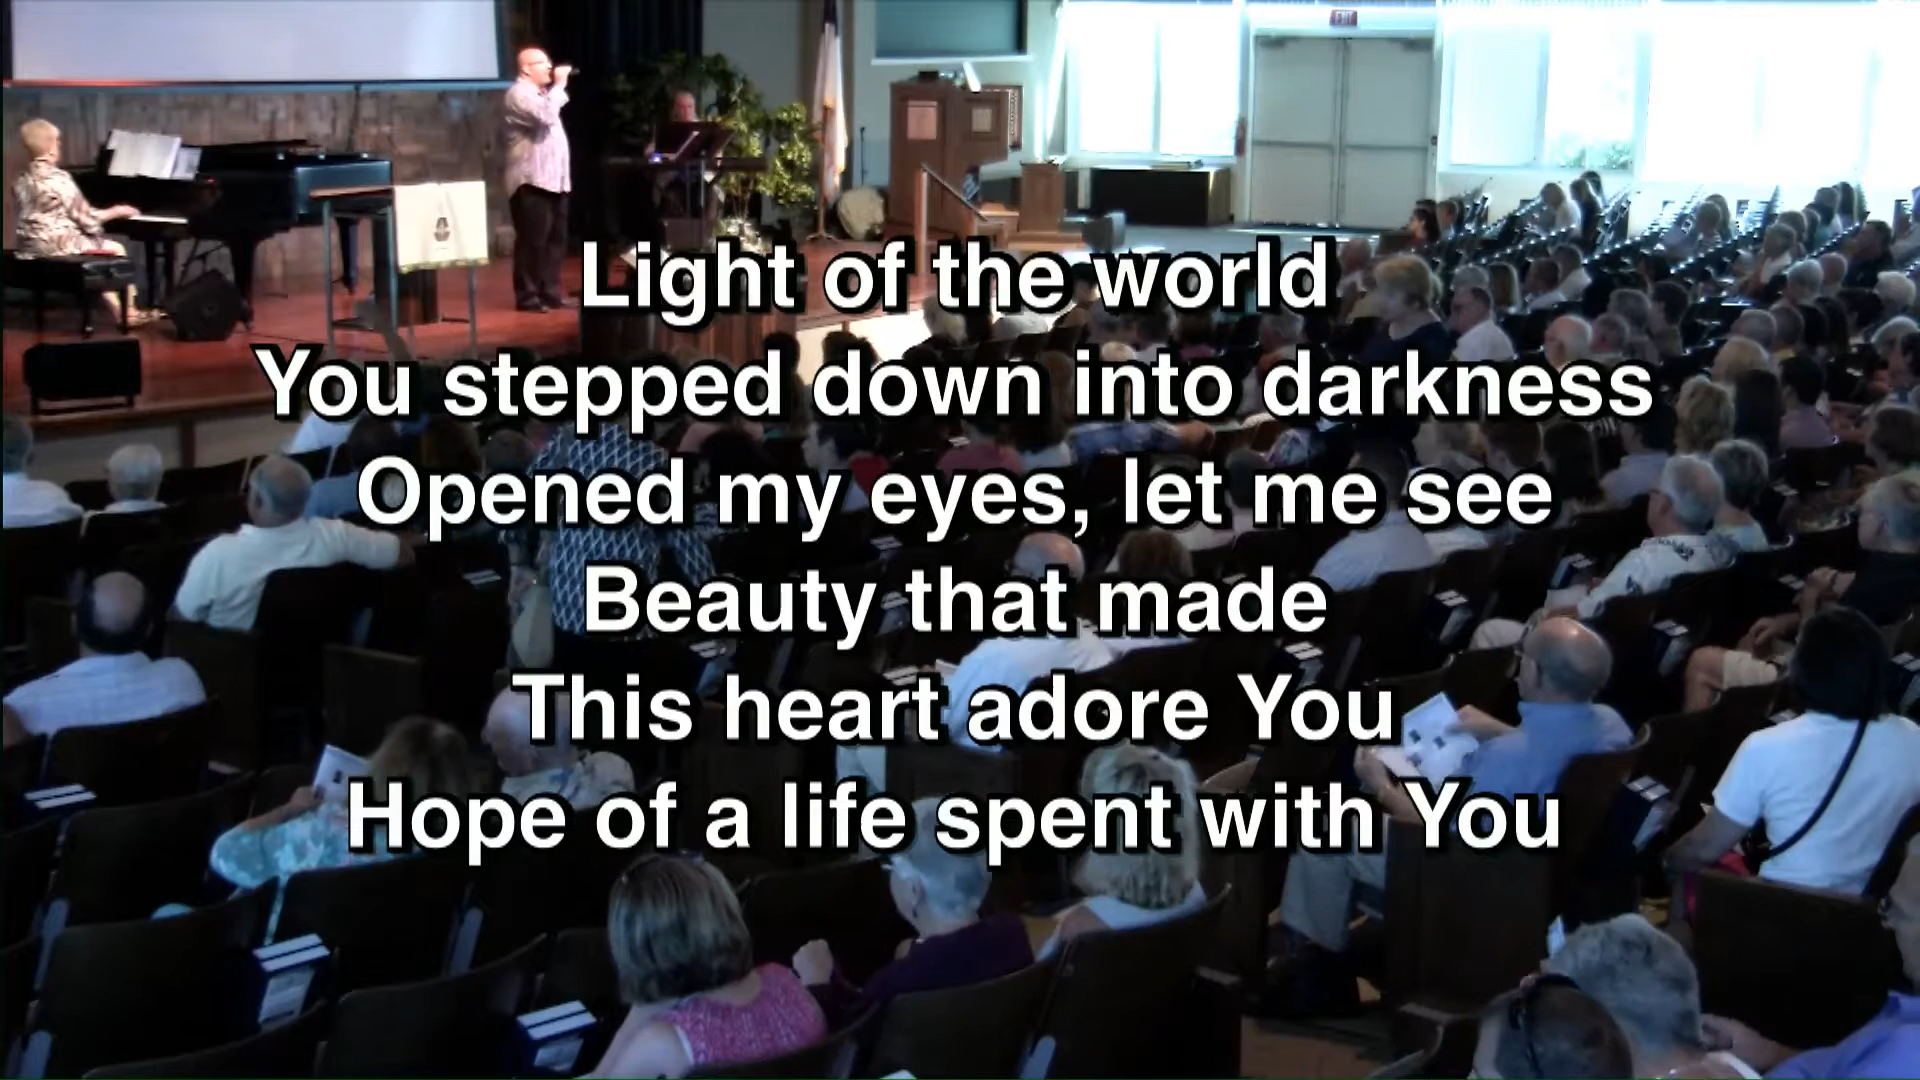 EXIT
Light of the world
You stepped down into darkness
Opened my eyes, let me see
Beauty that made
This heart adore You
Hope of a life spent with You